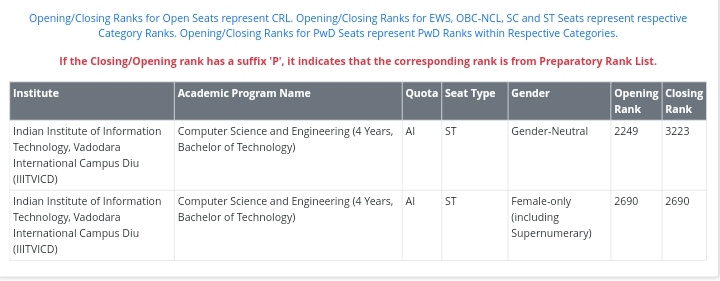 Opening/Closing Ranks for Open Seats represent CRL. Opening/Closing Ranks for EWS, OBC-NCL, SC and ST Seats represent respective
Category Ranks. Opening/Closing Ranks for PwD Seats represent PwD Ranks within Respective Categories.
If the Closing/Opening rank has a suffix 'P', it indicates that the corresponding rank is from Preparatory Rank List.
Institute Academic Program Name Quota Seat Type Gender Opening Closing
Rank Rank
Indian Institute of Information Computer Science and Engineering (4 Years, AI ST Gender-Neutral 2249 3223
Technology, Vadodara Bachelor of Technology)
International Campus Diu
(IIITVICD)
Indian Institute of Information Computer Science and Engineering (4 Years, AI ST Female-only 2690 2690
Technology, Vadodara Bachelor of Technology) (including
International Campus Diu Supernumerary)
(IIITVICD)